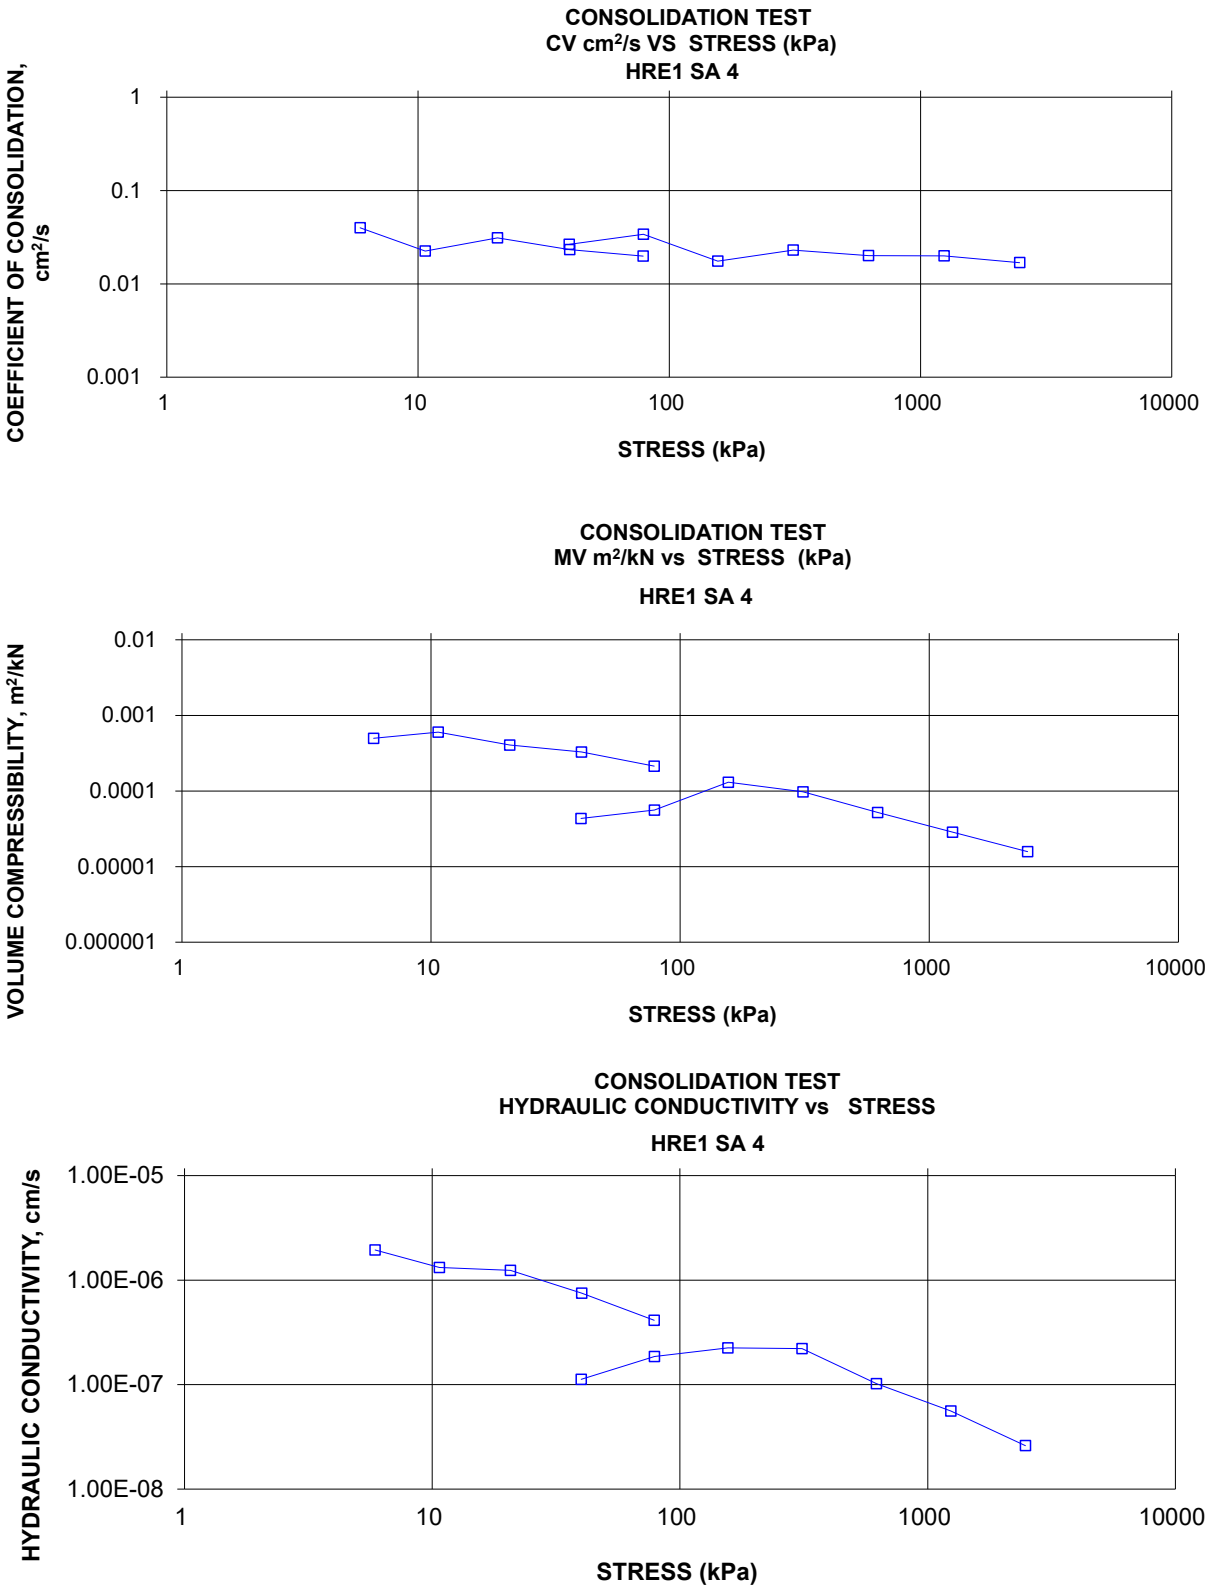 CONSOLIDATION TEST
CV cm²/s VS STRESS (kPa)
HRE1 SA 4
COEFFICIENT OF CONSOLIDATION,
cm²/s
1
0.1
0.01
0.001
1 10 100 1000 10000
STRESS (kPa)
CONSOLIDATION TEST
MV m²/kN vs STRESS (kPa)
HRE1 SA 4
VOLUME COMPRESSIBILITY, m²/kN
0.01
0.001
0.0001
0.00001
0.000001
1 10 100 1000 10000
STRESS (kPa)
CONSOLIDATION TEST
HYDRAULIC CONDUCTIVITY vs STRESS
HRE1 SA 4
HYDRAULIC CONDUCTIVITY, cm/s
1.00E-05
1.00E-06
1.00E-07
1.00E-08
1 10 100 1000 10000
STRESS (kPa)